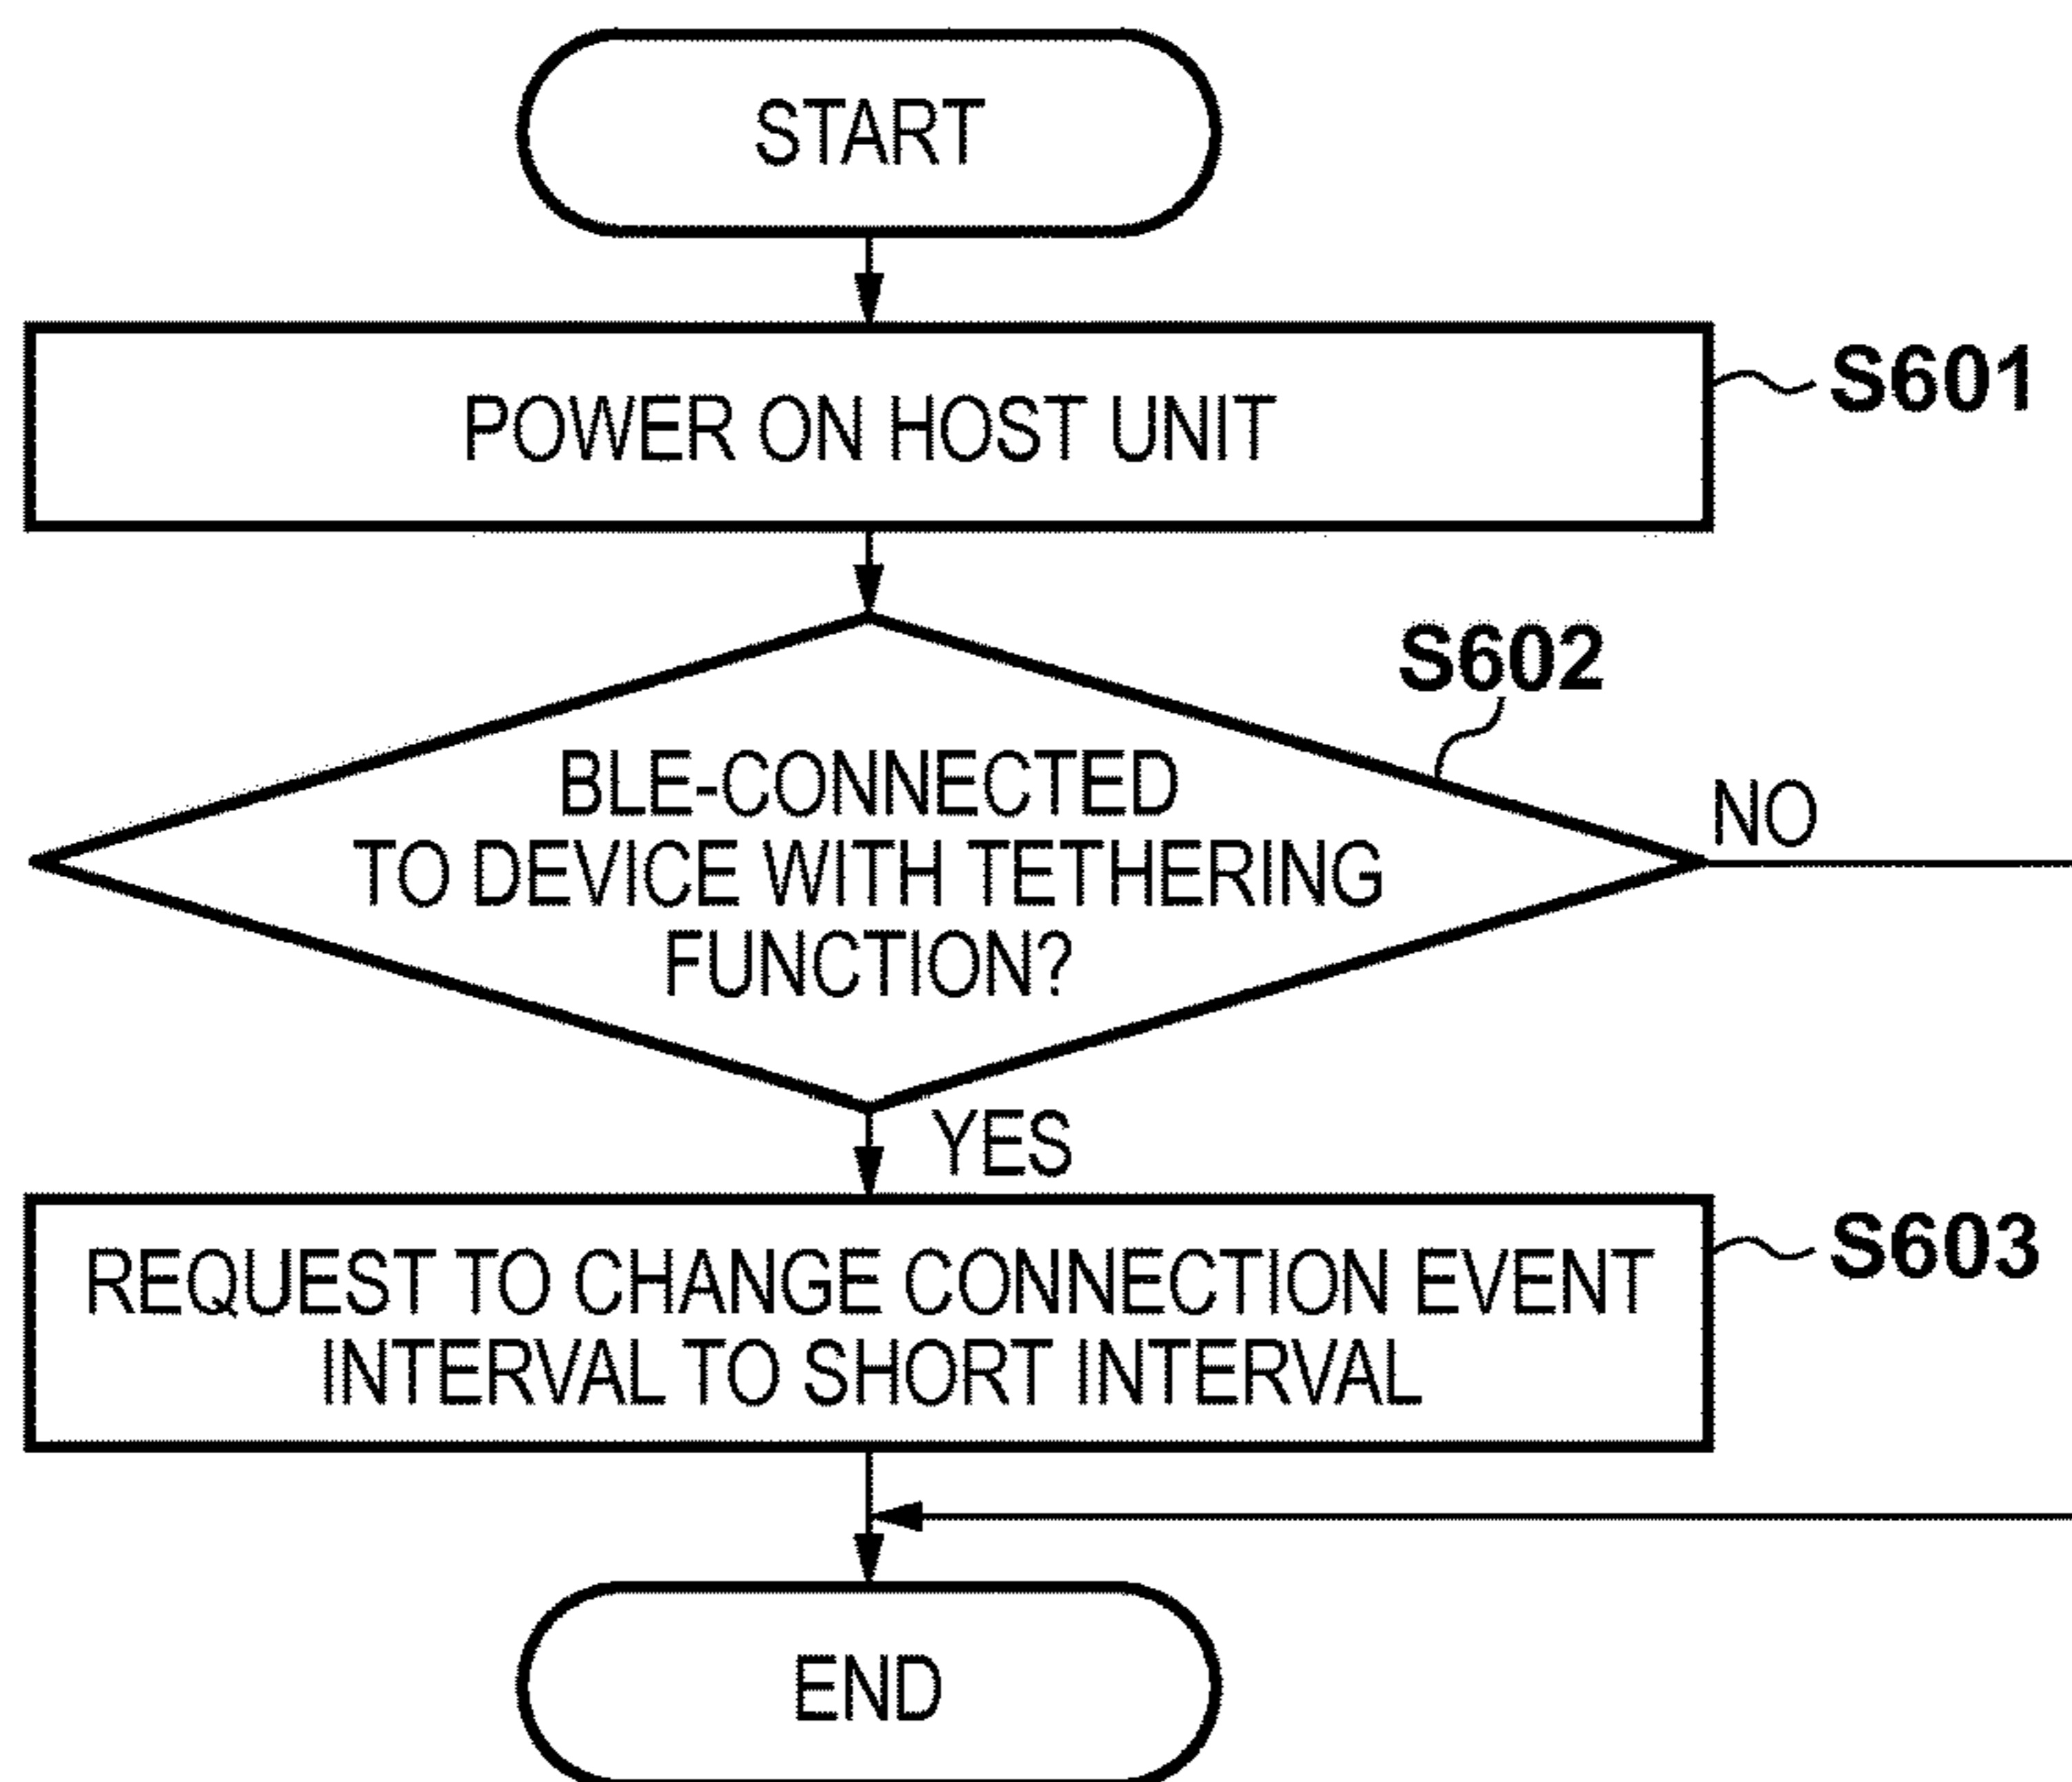 START
POWER ON HOST UNIT
S601
S602
BLE-CONNECTED
TO DEVICE WITH TETHERING
FUNCTION?
NO
YES
REQUEST TO CHANGE CONNECTION EVENT
INTERVAL TO SHORT INTERVAL
S603
END